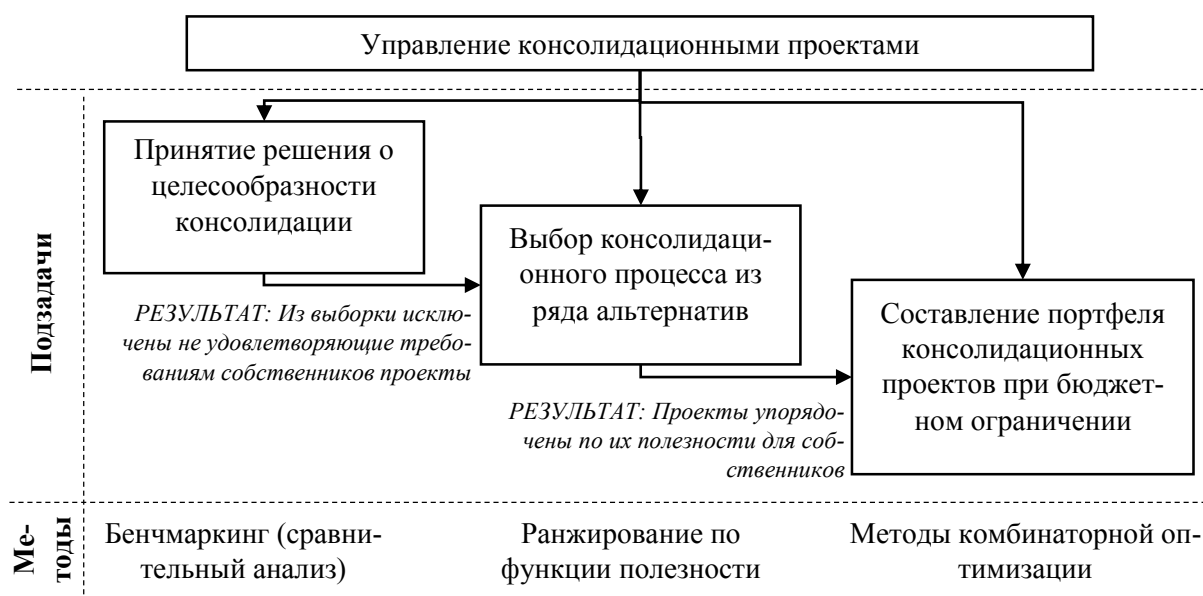 Управление консолидационными проектами
Подзадачи
Принятие решения о
целесообразности
консолидации
РЕЗУЛЬТАТ: Из выборки исклю-
чены не удовлетворяющие требо-
ваниям собственников проекты
Выбор консолидаци-
онного процесса из
ряда альтернатив
РЕЗУЛЬТАТ: Проекты упорядо-
чены по их полезности для соб-
ственников
Составление портфеля
консолидационных
проектов при бюджет-
ном ограничении
Ме-
тоды
Бенчмаркинг (сравни-
тельный анализ)
Ранжирование по
функции полезности
Методы комбинаторной оп-
тимизации